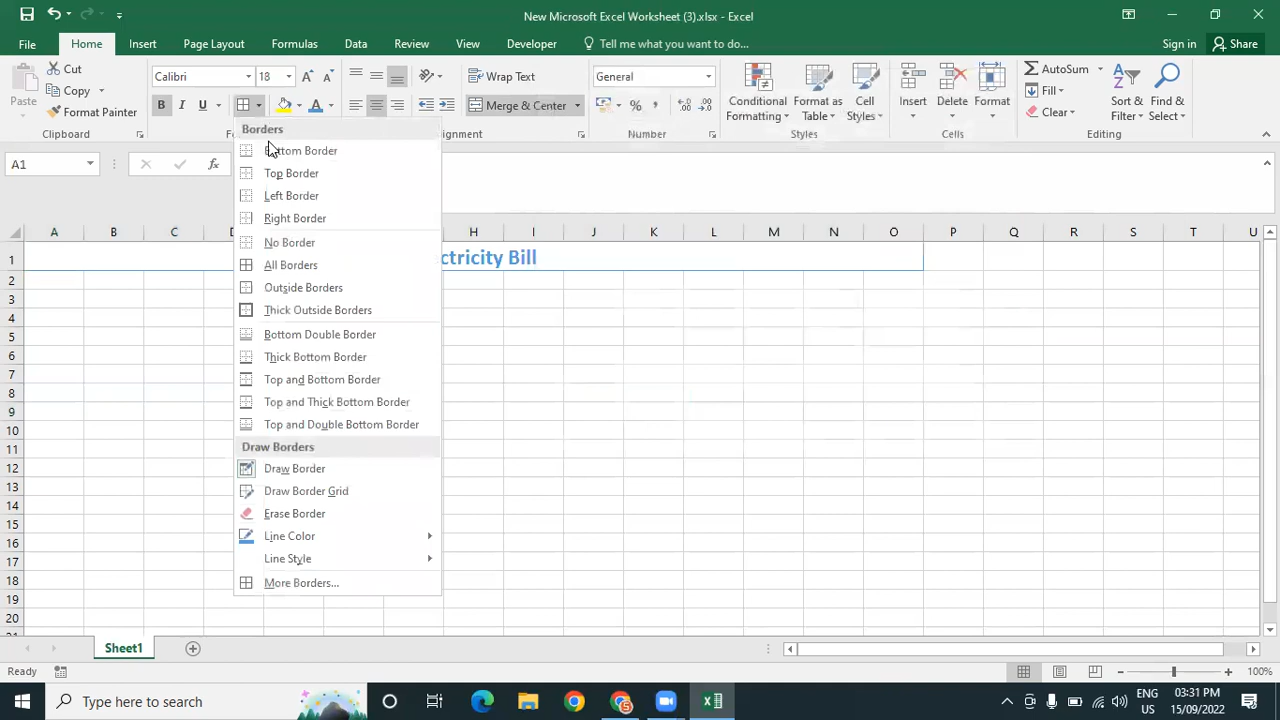 New Microsoft Excel Worksheet (3).xlsx - Excel
File Home Insert Page Layout Formulas Data Review View Developer Tell me what you want to do... Sign in Share
Paste
Cut
Copy
Format Painter
Clipboard
Calibri 18
B I U A
Wrap Text
Merge & Center
gnment
General
% ,
Number
Conditional Formatting
Format as Table
Cell Styles
Styles
Insert
Delete
Format
Cells
AutoSum
Fill
Clear
Sort & Filter
Find & Select
Editing
A1 fx
Borders
Bottom Border
Top Border
Left Border
Right Border
No Border
All Borders
Outside Borders
Thick Outside Borders
Bottom Double Border
Thick Bottom Border
Top and Bottom Border
Top and Thick Bottom Border
Top and Double Bottom Border
Draw Borders
Draw Border
Draw Border Grid
Erase Border
Line Color
Line Style
More Borders...
A B C D H I J K L M N O P Q R S T U
1 ctricity Bill
2
3
4
5
6
7
8
9
10
11
12
13
14
15
16
17
18
19
20
21
Sheet1
Ready 100%
Type here to search
ENG
US
03:31 PM
15/09/2022